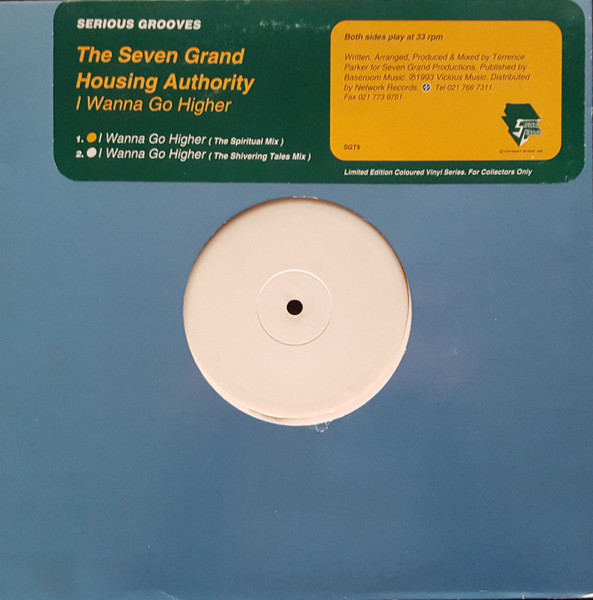 SERIOUS GROOVES
The Seven Grand
Housing Authority
I Wanna Go Higher
1. I Wanna Go Higher ( The Spiritual Mix )
2. I Wanna Go Higher ( The Shivering Tales Mix )
Both sides play at 33 rpm
Written, Arranged, Produced & Mixed by Terrence
Parker for Seven Grand Productions. Published by
Baseroom Music. ℗1993 Vicious Music. Distributed
by Network Records. Tel 021 766 7311.
Fax 021 773 9751
SGT9
Limited Edition Coloured Vinyl Series. For Collectors Only